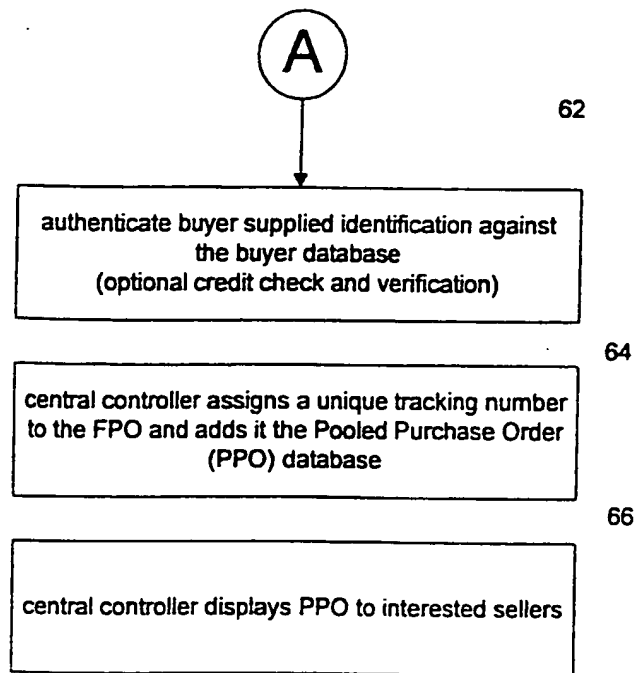 A
62
authenticate buyer supplied identification against
the buyer database
(optional credit check and verification)
64
central controller assigns a unique tracking number
to the FPO and adds it the Pooled Purchase Order
(PPO) database
66
central controller displays PPO to interested sellers